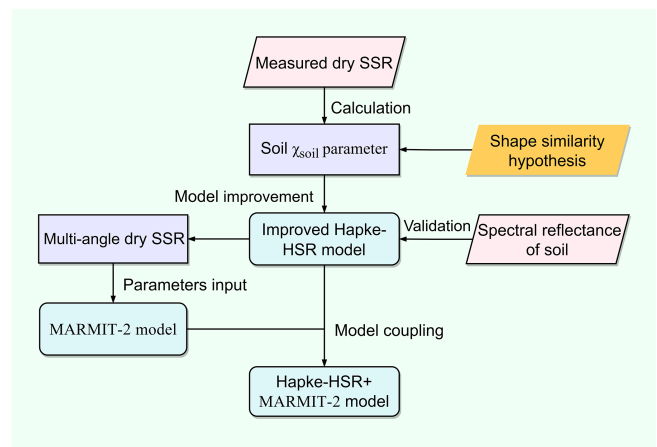 Measured dry SSR
Calculation
Soil χsoil parameter
Shape similarity
hypothesis
Model improvement
Multi-angle dry SSR
Improved Hapke-
HSR model
Validation
Spectral reflectance
of soil
Parameters input
MARMIT-2 model
Model coupling
Hapke-HSR+
MARMIT-2 model